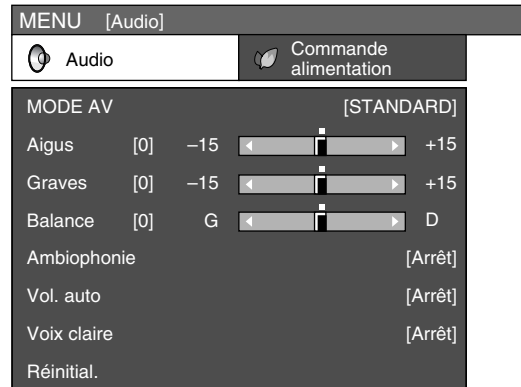 MENU [Audio]
Audio
Commande
alimentation
MODE AV [STANDARD]
Aigus [0] –15 +15
Graves [0] –15 +15
Balance [0] G D
Ambiophonie [Arrêt]
Vol. auto [Arrêt]
Voix claire [Arrêt]
Réinitial.